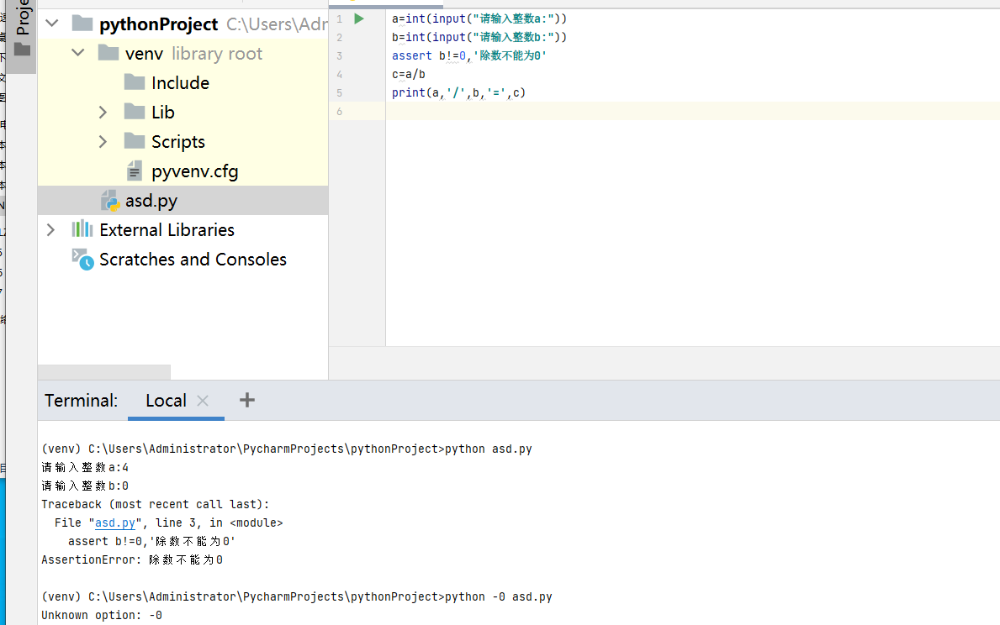 Proje
pythonProject C:\Users\Adr
venv library root
Include
Lib
Scripts
pyvenv.cfg
asd.py
External Libraries
Scratches and Consoles
1 a=int(input("请输入整数a:"))
2 b=int(input("请输入整数b:"))
3 assert b!=0,'除数不能为0'
4 c=a/b
5 print(a,'/',b,'=',c)
6
Terminal: Local
(venv) C:\Users\Administrator\PycharmProjects\pythonProject>python asd.py
请输入整数a:4
请输入整数b:0
Traceback (most recent call last):
File "asd.py", line 3, in <module>
assert b!=0,'除数不能为0'
AssertionError: 除数不能为0
(venv) C:\Users\Administrator\PycharmProjects\pythonProject>python -0 asd.py
Unknown option: -0